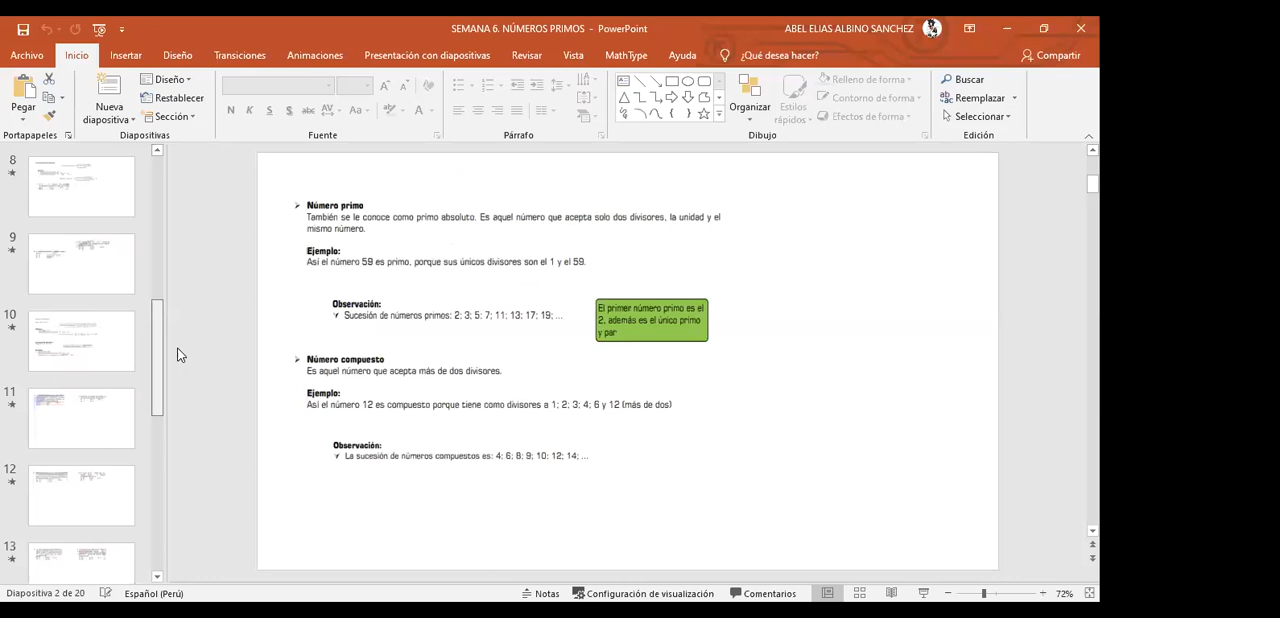 SEMANA 6. NÚMEROS PRIMOS - PowerPoint
ABEL ELIAS ALBINO SANCHEZ
Archivo Inicio Insertar Diseño Transiciones Animaciones Presentación con diapositivas Revisar Vista MathType Ayuda ¿Qué desea hacer? Compartir
Pegar
Nueva diapositiva
Diseño
Restablecer
Sección
N K S S abc AV Aa A
Organizar
Estilos rápidos
Relleno de forma
Contorno de forma
Efectos de forma
Buscar
Reemplazar
Seleccionar
Portapapeles Diapositivas Fuente Párrafo Dibujo Edición
8
9
10
11
12
13
Número primo
También se le conoce como primo absoluto. Es aquel número que acepta solo dos divisores, la unidad y el
mismo número.
Ejemplo:
Así el número 59 es primo, porque sus únicos divisores son el 1 y el 59.
Observación:
Sucesión de números primos: 2; 3; 5; 7; 11; 13; 17; 19; ...
El primer número primo es el
2, además es el único primo
y par
Número compuesto
Es aquel número que acepta más de dos divisores.
Ejemplo:
Así el número 12 es compuesto porque tiene como divisores a 1; 2; 3; 4; 6 y 12 (más de dos)
Observación:
La sucesión de números compuestos es: 4; 6; 8; 9; 10; 12; 14; ...
Diapositiva 2 de 20 Español (Perú) Notas Configuración de visualización Comentarios 72%